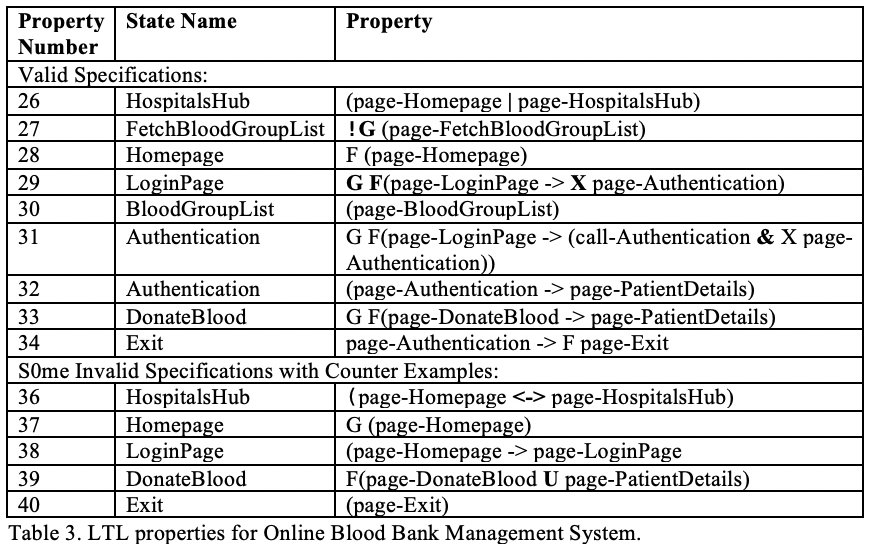 Property State Name Property
Number
Valid Specifications:
26 HospitalsHub (page-Homepage | page-HospitalsHub)
27 FetchBloodGroupList !G (page-FetchBloodGroupList)
28 Homepage F (page-Homepage)
29 LoginPage G F(page-LoginPage -> X page-Authentication)
30 BloodGroupList (page-BloodGroupList)
31 Authentication G F(page-LoginPage -> (call-Authentication & X page-
Authentication))
32 Authentication (page-Authentication -> page-PatientDetails)
33 DonateBlood G F(page-DonateBlood -> page-PatientDetails)
34 Exit page-Authentication -> F page-Exit
S0me Invalid Specifications with Counter Examples:
36 HospitalsHub (page-Homepage <-> page-HospitalsHub)
37 Homepage G (page-Homepage)
38 LoginPage (page-Homepage -> page-LoginPage
39 DonateBlood F(page-DonateBlood U page-PatientDetails)
40 Exit (page-Exit)
Table 3. LTL properties for Online Blood Bank Management System.